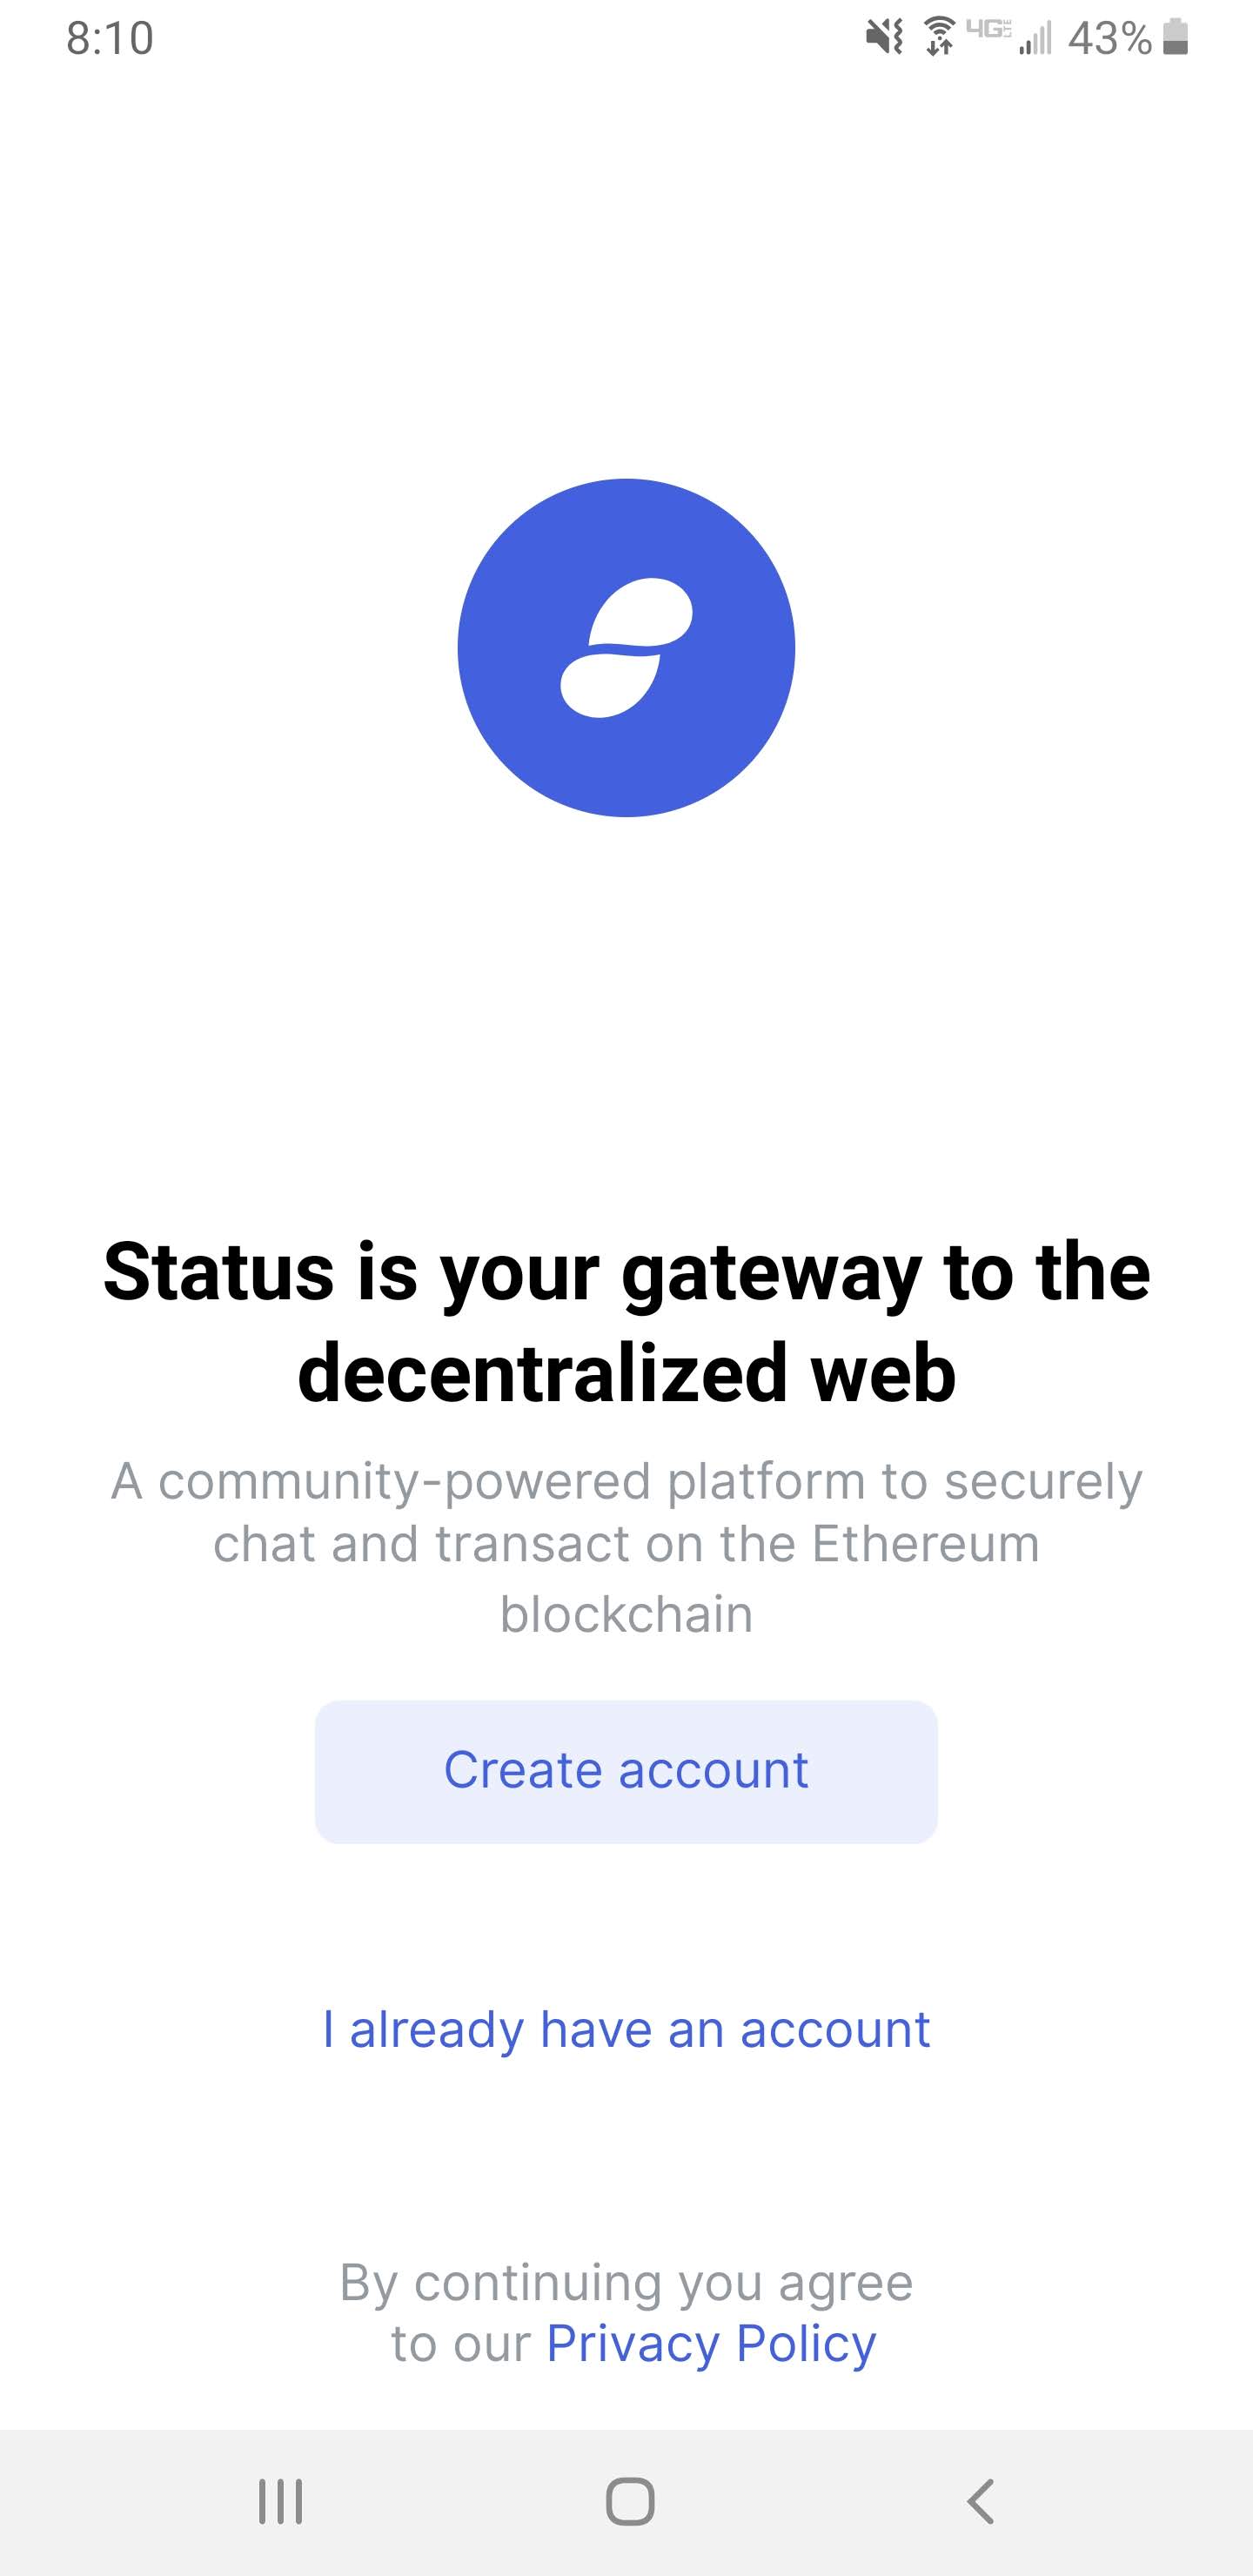 8:10
4G LTE 43%
Status is your gateway to the
decentralized web
A community-powered platform to securely
chat and transact on the Ethereum
blockchain
Create account
I already have an account
By continuing you agree
to our Privacy Policy